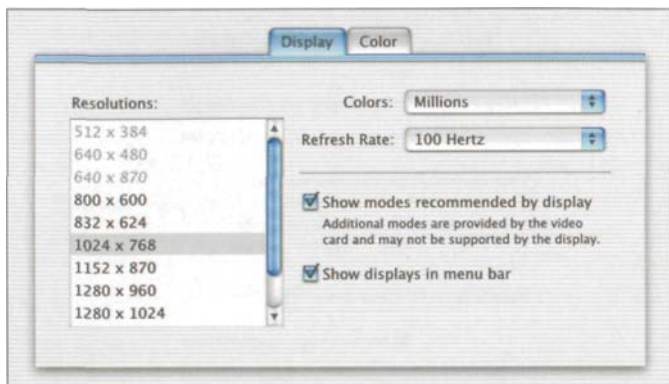 Display
Color
Resolutions:
512 x 384
640 x 480
640 x 870
800 x 600
832 x 624
1024 x 768
1152 x 870
1280 x 960
1280 x 1024
Colors: Millions
Refresh Rate: 100 Hertz
Show modes recommended by display
Additional modes are provided by the video
card and may not be supported by the display.
Show displays in menu bar